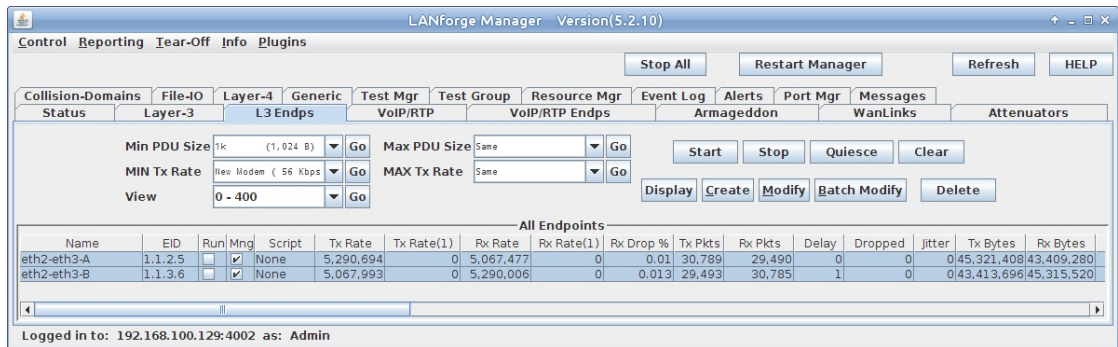 LANforge Manager Version(5.2.10)
Control Reporting Tear-Off Info Plugins
Stop All Restart Manager Refresh HELP
Collision-Domains File-IO Layer-4 Generic Test Mgr Test Group Resource Mgr Event Log Alerts Port Mgr Messages
Status Layer-3 L3 Endps VoIP/RTP VoIP/RTP Endps Armageddon WanLinks Attenuators
Min PDU Size 1k (1,024 B) Go Max PDU Size Same Go Start Stop Quiesce Clear
MIN Tx Rate New Modem ( 56 Kbps Go MAX Tx Rate Same Go
View 0 - 400 Go Display Create Modify Batch Modify Delete
All Endpoints
Name EID Run Mng Script Tx Rate Tx Rate(1) Rx Rate Rx Rate(1) Rx Drop % Tx Pkts Rx Pkts Delay Dropped Jitter Tx Bytes Rx Bytes
eth2-eth3-A 1.1.2.5 None 5,290,694 0 5,067,477 0 0.01 30,789 29,490 0 0 0 45,321,408 43,409,280
eth2-eth3-B 1.1.3.6 None 5,067,993 0 5,290,006 0 0.013 29,493 30,785 1 0 0 43,413,696 45,315,520
Logged in to: 192.168.100.129:4002 as: Admin